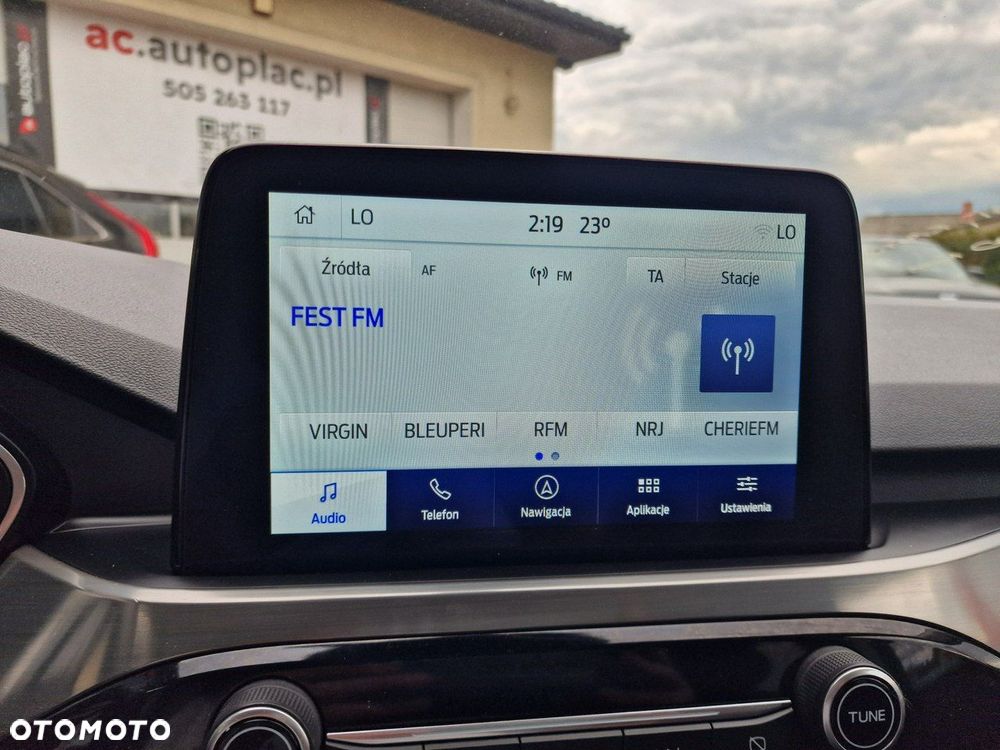 ac.autoplac.pl
505 263 117
LO
2:19 23º
LO
Źródła
AF
FM
TA
Stacje
FEST FM
VIRGIN
BLEUPERI
RFM
NRJ
CHERIEFM
Audio
Telefon
Nawigacja
Aplikacje
Ustawienia
TUNE
OTOMOTO